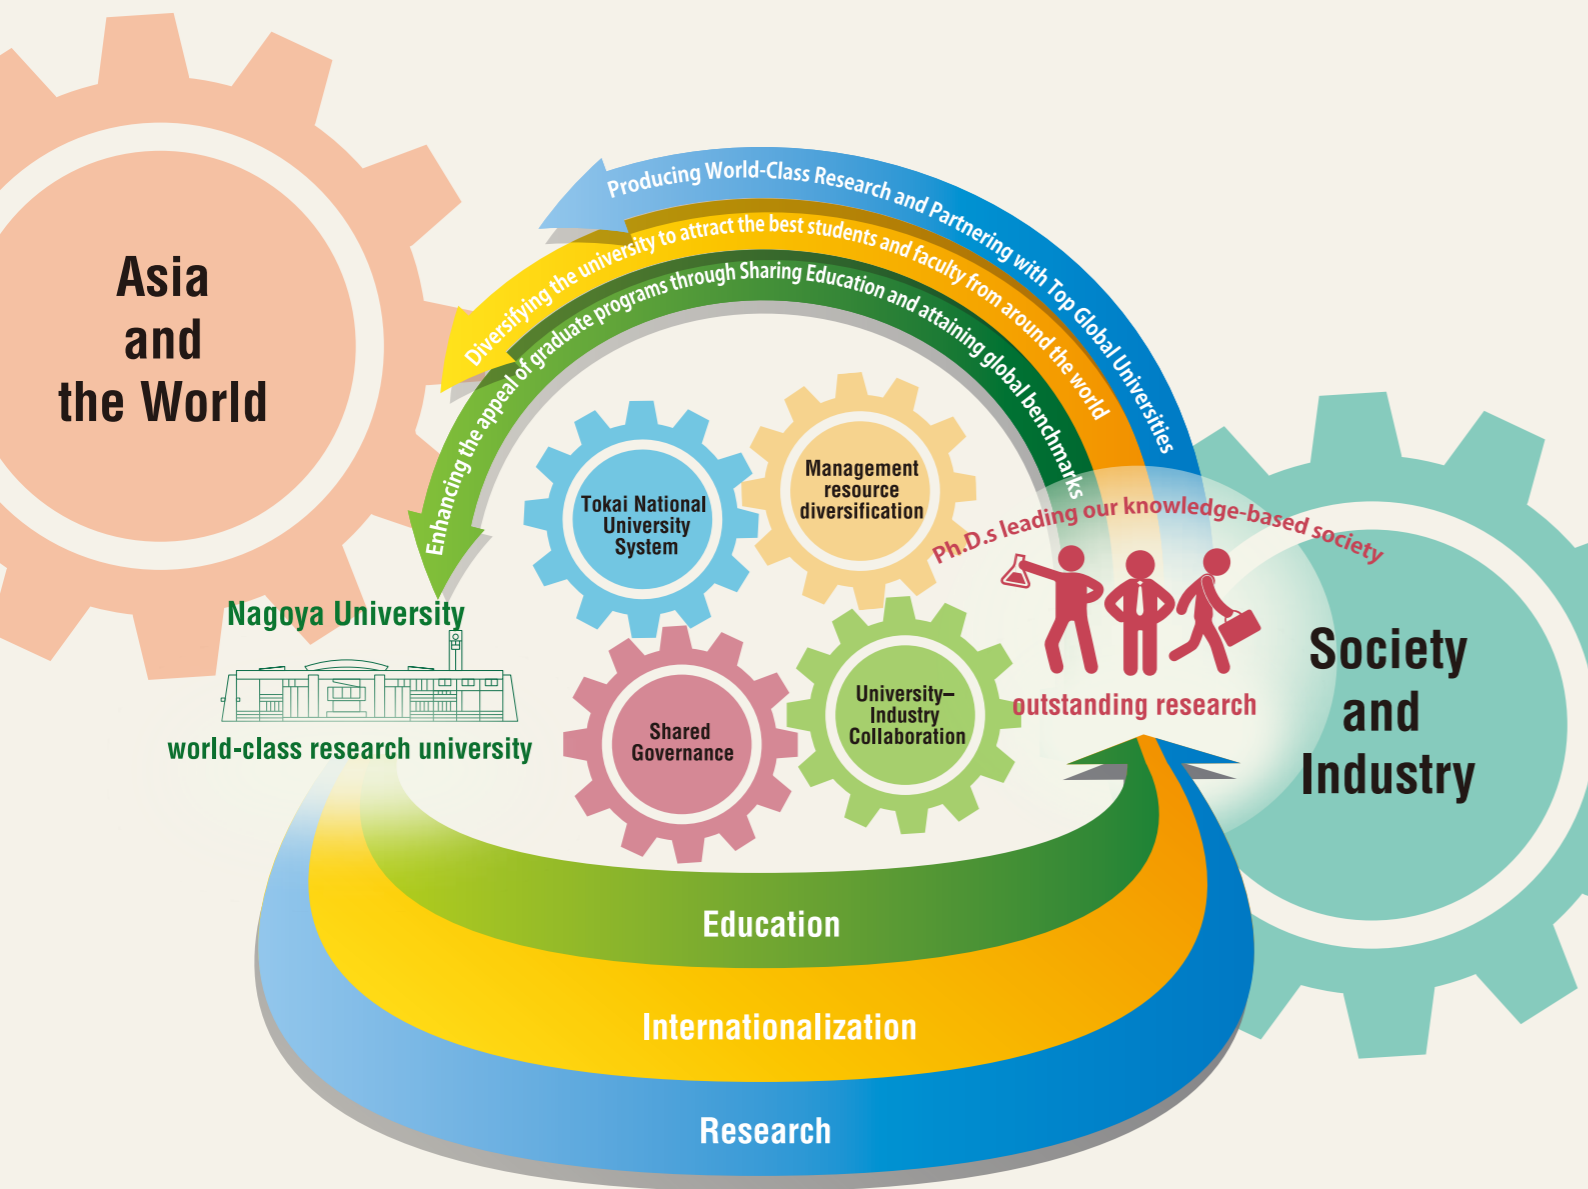 Asia
and
the World
Producing World-Class Research and Partnering with Top Global Universities
Diversifying the university to attract the best students and faculty from around the world
Enhancing the appeal of graduate programs through Sharing Education and attaining global benchmarks
Tokai National
University
System
Management
resource
diversification
Shared
Governance
University–
Industry
Collaboration
Nagoya University
world-class research university
Ph.D.s leading our knowledge-based society
outstanding research
Society
and
Industry
Education
Internationalization
Research